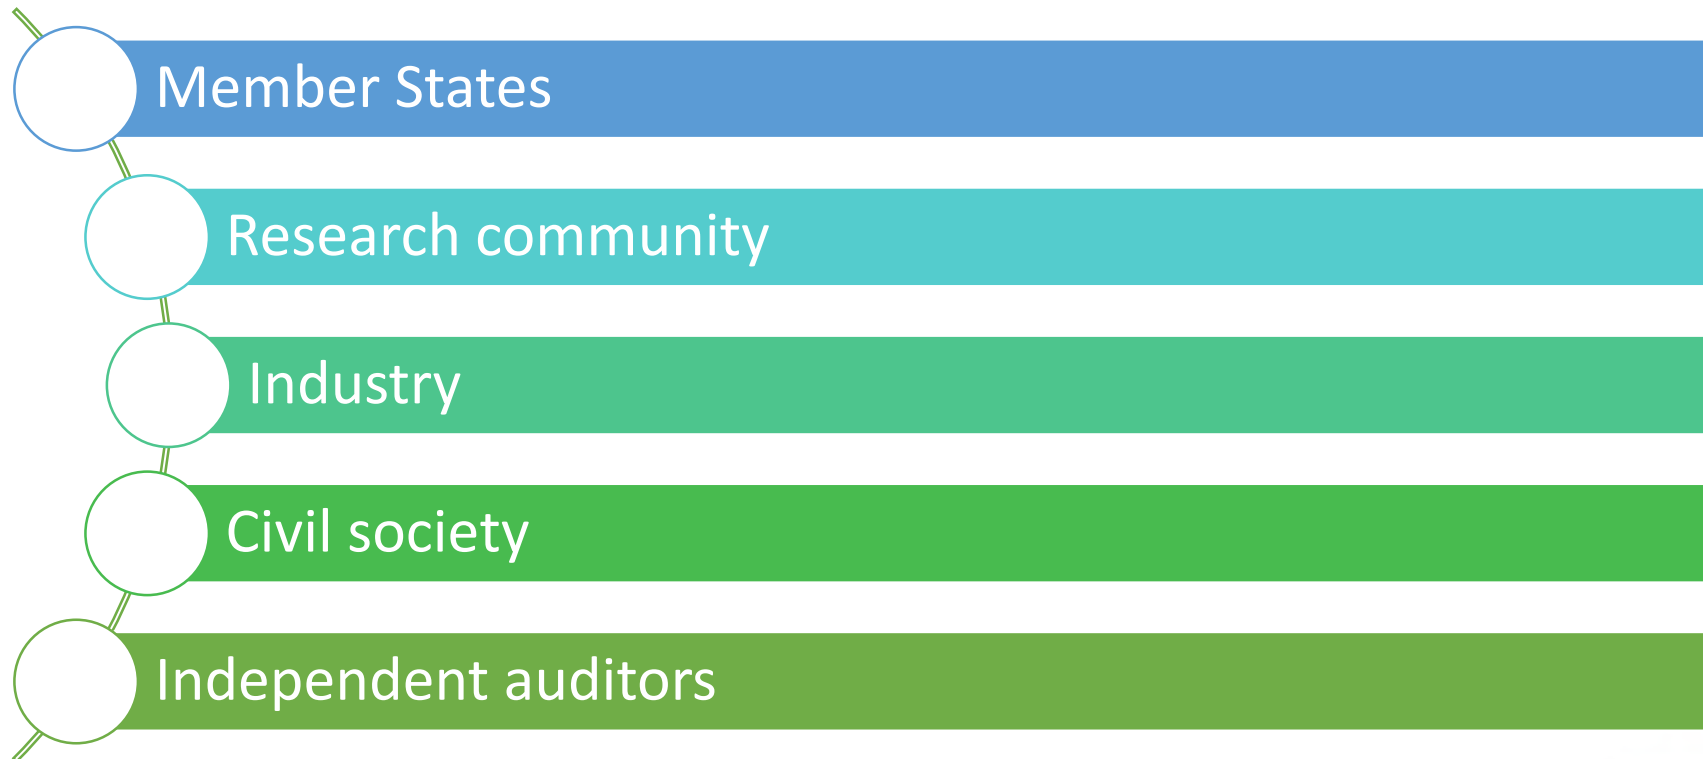 Member States
Research community
Industry
Civil society
Independent auditors